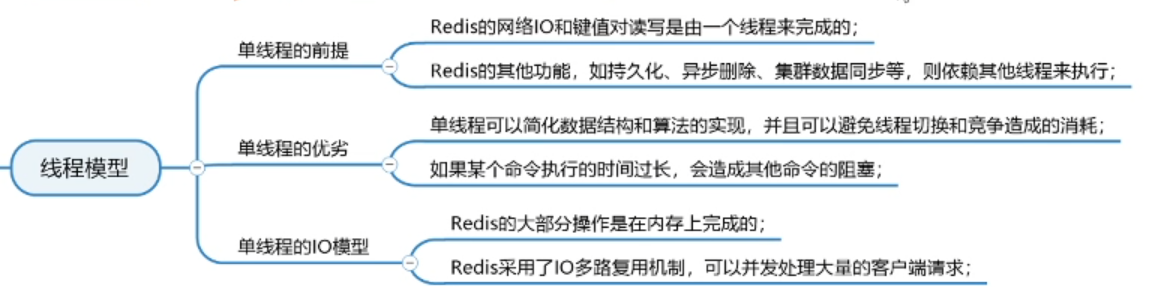 线程模型
单线程的前提
Redis的网络IO和键值对读写是由一个线程来完成的；
Redis的其他功能，如持久化、异步删除、集群数据同步等，则依赖其他线程来执行；
单线程的优劣
单线程可以简化数据结构和算法的实现，并且可以避免线程切换和竞争造成的消耗；
如果某个命令执行的时间过长，会造成其他命令的阻塞；
单线程的IO模型
Redis的大部分操作是在内存上完成的；
Redis采用了IO多路复用机制，可以并发处理大量的客户端请求；